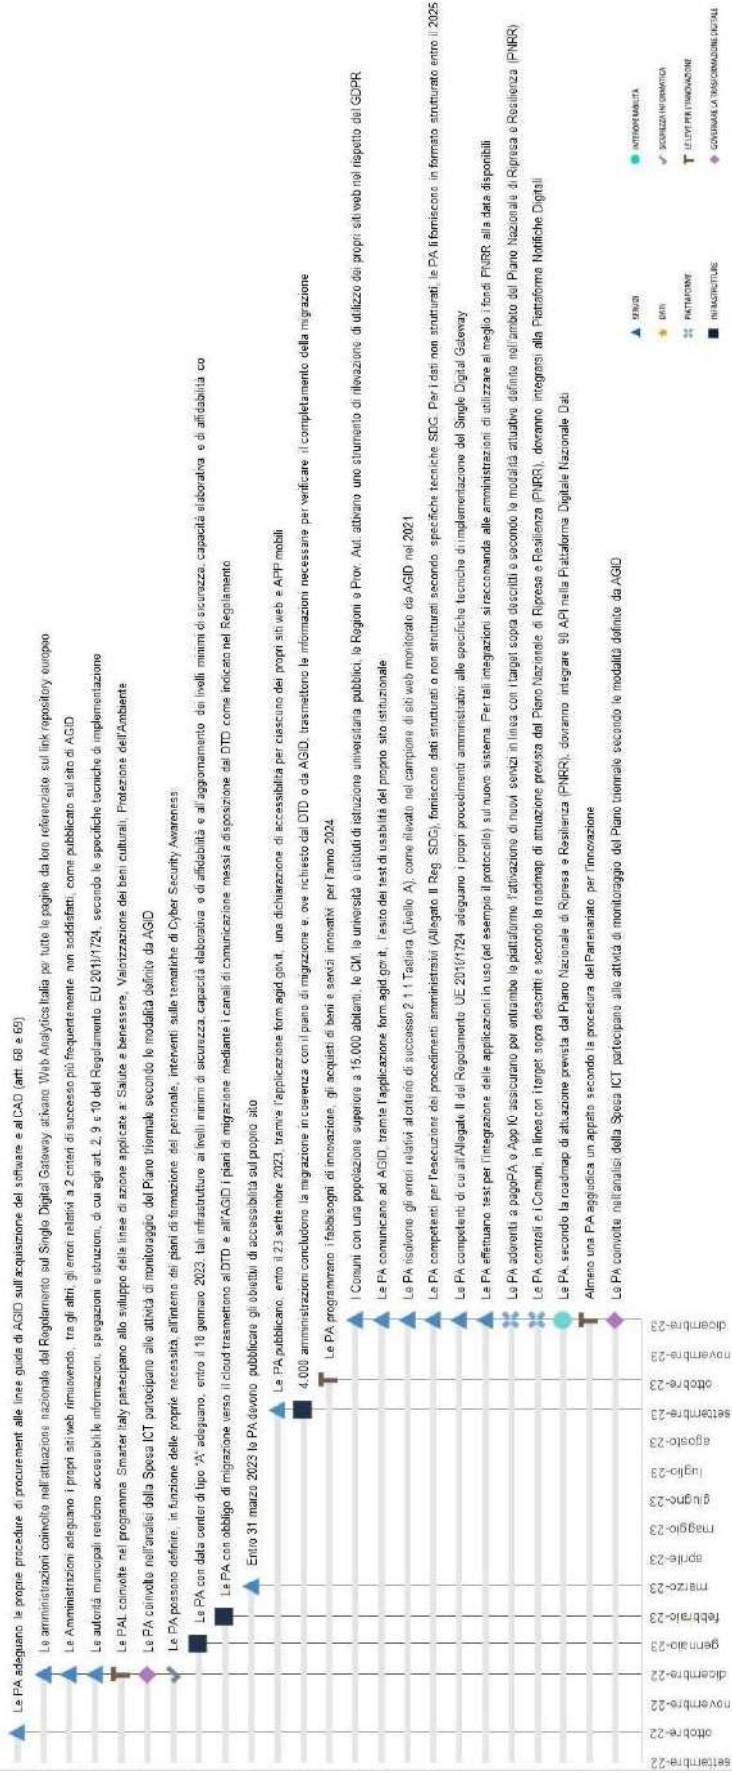 Le PA adeguano le proprie procedure di procurement alle linee guida di AGID sull'acquisizione del software e al CAD (artt. 68 e 69)
Le amministrazioni coinvolte nell'attuazione nazionale del Regolamento sul Single Digital Gateway attivano Web Analytics Italia per tutte le pagine da loro referenziate sul link repository europeo
Le Amministrazioni adeguano i propri siti web rimuovendo, tra gli altri, gli errori relativi a 2 criteri di successo più frequentemente non soddisfatti, come pubblicato sul sito di AGID
Le autorità municipali rendono accessibili le informazioni, spiegazioni e istruzioni, di cui agli art. 2, 9 e 10 del Regolamento EU 2018/1724, secondo le specifiche tecniche di implementazione
Le PAL coinvolte nel programma Smarter Italy partecipano allo sviluppo delle linee di azione applicate a: Salute e benessere, Valorizzazione dei beni culturali, Protezione dell'Ambiente
Le PA coinvolte nell'analisi della Spesa ICT partecipano alle attività di monitoraggio del Piano triennale secondo le modalità definite da AGID
Le PA possono definire, in funzione delle proprie necessità, all'interno dei piani di formazione del personale, interventi sulle tematiche di Cyber Security Awareness
Le PA con data center di tipo "A" adeguano, entro il 18 gennaio 2023, tali infrastrutture ai livelli minimi di sicurezza, capacità elaborativa e di affidabilità e all'aggiornamento dei livelli minimi di sicurezza, capacità elaborativa e di affidabilità co
Le PA con obbligo di migrazione verso il cloud trasmettono al DTD e all'AGID i piani di migrazione mediante i canali di comunicazione messi a disposizione dal DTD come indicato nel Regolamento
Entro 31 marzo 2023 le PA devono pubblicare gli obiettivi di accessibilità sul proprio sito
Le PA pubblicano, entro il 23 settembre 2023, tramite l'applicazione form.agid.gov.it, una dichiarazione di accessibilità per ciascuno dei propri siti web e APP mobili
4.000 amministrazioni concludono la migrazione in coerenza con il piano di migrazione e, ove richiesto dal DTD o da AGID, trasmettono le informazioni necessarie per verificare il completamento della migrazione
Le PA programmano i fabbisogni di innovazione, gli acquisti di beni e servizi innovativi per l'anno 2024
I Comuni con una popolazione superiore a 15.000 abitanti, le CM, le università e istituti di istruzione universitaria pubblici, le Regioni e Prov. Aut. attivano uno strumento di rilevazione di utilizzo dei propri siti web nel rispetto del GDPR
Le PA comunicano ad AGID, tramite l'applicazione form.agid.gov.it, l'esito dei test di usabilità del proprio sito istituzionale
Le PA risolvono gli errori relativi al criterio di successo 2.1.1 Tastiera (Livello A), come rilevato nel campione di siti web monitorato da AGID nel 2021
Le PA competenti per l'esecuzione dei procedimenti amministrativi (Allegato II Reg. SDG), forniscono dati strutturati o non strutturati secondo specifiche tecniche SDG. Per i dati non strutturati, le PA li forniscono in formato strutturato entro il 2025
Le PA competenti di cui all'Allegato II del Regolamento UE 2018/1724 adeguano i propri procedimenti amministrativi alle specifiche tecniche di implementazione del Single Digital Gateway
Le PA effettuano test per l'integrazione delle applicazioni in uso (ad esempio il protocollo) sul nuovo sistema. Per tali integrazioni si raccomanda alle amministrazioni di utilizzare al meglio i fondi PNRR alla data disponibili
Le PA aderenti a pagoPA e App IO assicurano per entrambe le piattaforme l'attivazione di nuovi servizi in linea con i target sopra descritti e secondo le modalità attuative definite nell'ambito del Piano Nazionale di Ripresa e Resilienza (PNRR)
Le PA centrali e i Comuni, in linea con i target sopra descritti e secondo la roadmap di attuazione prevista dal Piano Nazionale di Ripresa e Resilienza (PNRR), dovranno integrarsi alla Piattaforma Notifiche Digitali
Le PA, secondo la roadmap di attuazione prevista dal Piano Nazionale di Ripresa e Resilienza (PNRR), dovranno integrare 90 API nella Piattaforma Digitale Nazionale Dati
Almeno una PA aggiudica un appalto secondo la procedura del Partenariato per l'innovazione
Le PA coinvolte nell'analisi della Spesa ICT partecipano alle attività di monitoraggio del Piano triennale secondo le modalità definite da AGID
settembre-22
ottobre-22
novembre-22
dicembre-22
gennaio-23
febbraio-23
marzo-23
aprile-23
maggio-23
giugno-23
luglio-23
agosto-23
settembre-23
ottobre-23
novembre-23
dicembre-23
SERVIZI
DATI
PIATTAFORME
INFRASTRUTTURE
INTEROPERABILITÀ
SICUREZZA INFORMATICA
LE LEVE PER L'INNOVAZIONE
GOVERNARE LA TRASFORMAZIONE DIGITALE